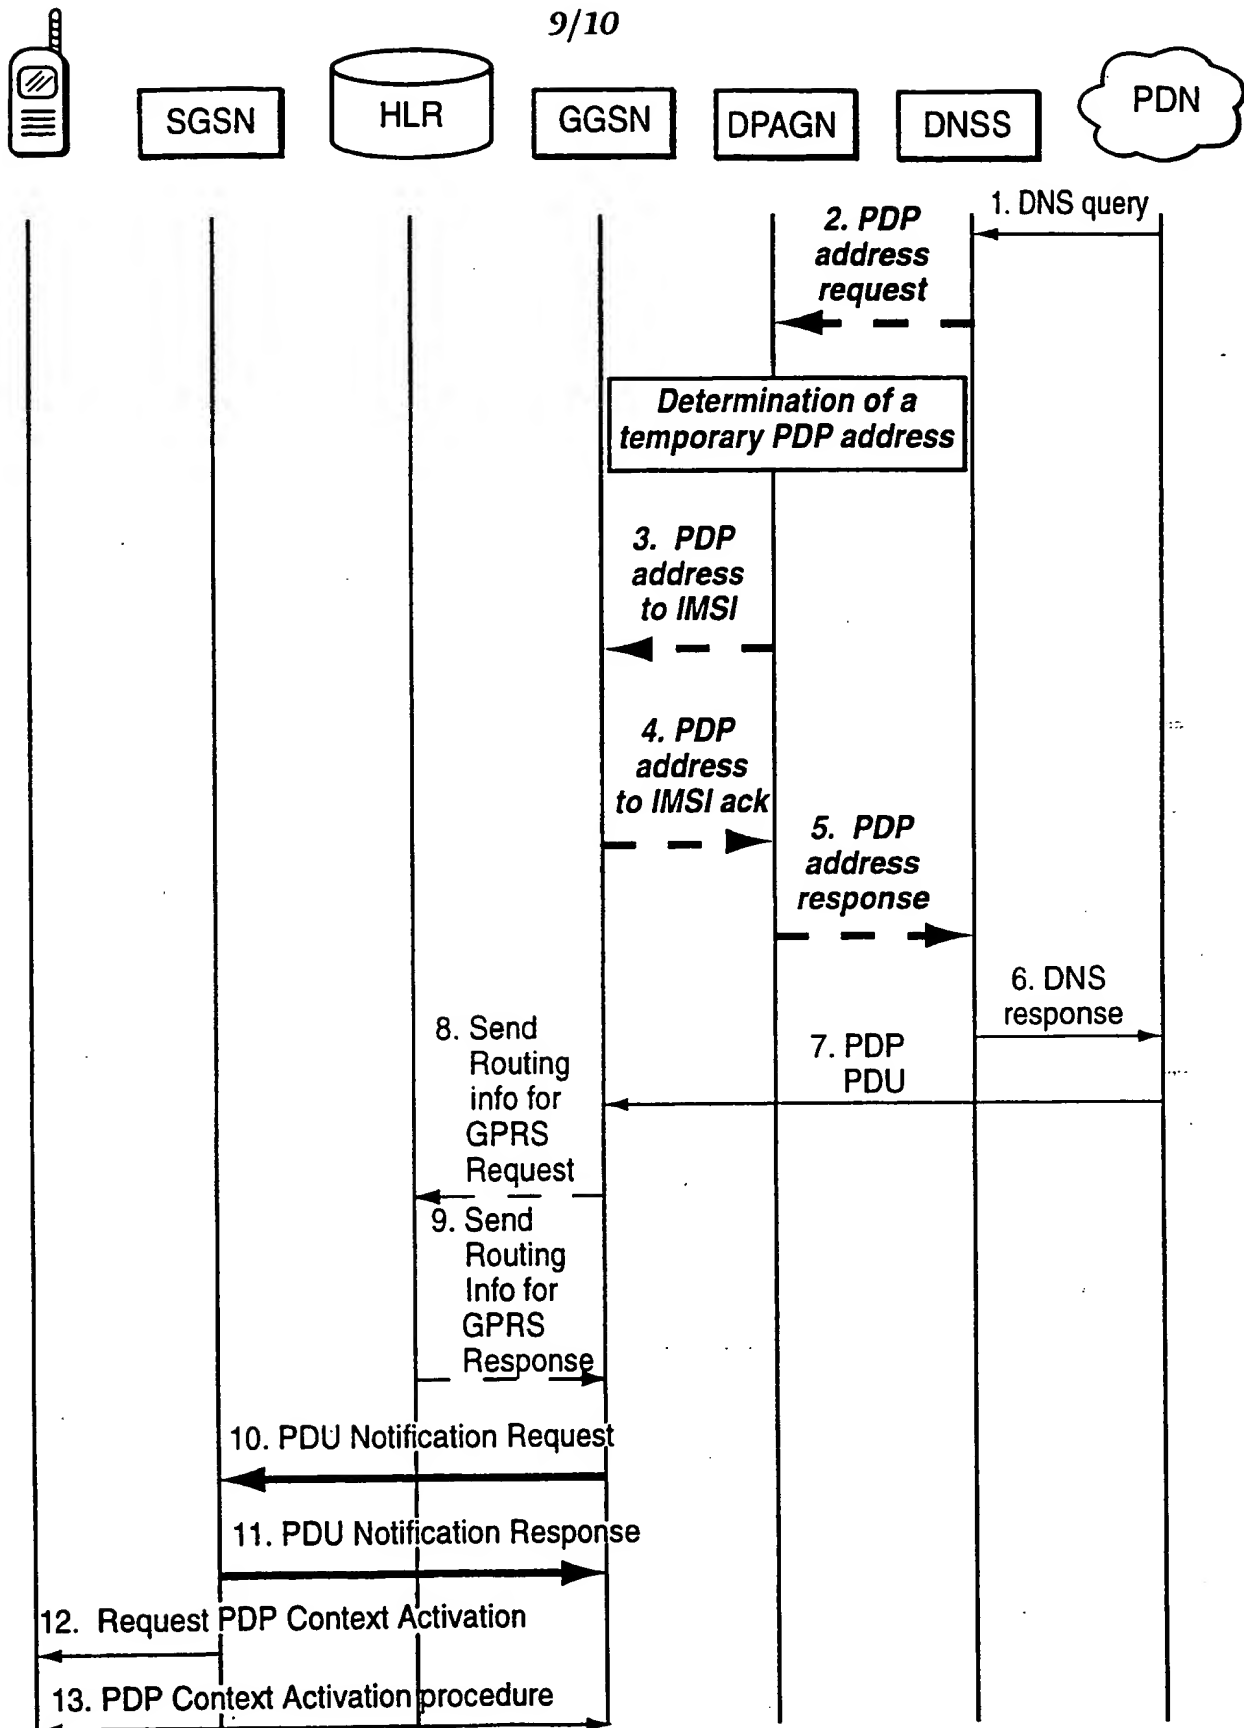 9/10
SGSN
HLR
GGSN
DPAGN
DNSS
PDN
1. DNS query
2. PDP
address
request
Determination of a
temporary PDP address
3. PDP
address
to IMSI
4. PDP
address
to IMSI ack
5. PDP
address
response
6. DNS
response
7. PDP
PDU
8. Send
Routing
info for
GPRS
Request
9. Send
Routing
Info for
GPRS
Response
10. PDU Notification Request
11. PDU Notification Response
12. Request PDP Context Activation
13. PDP Context Activation procedure